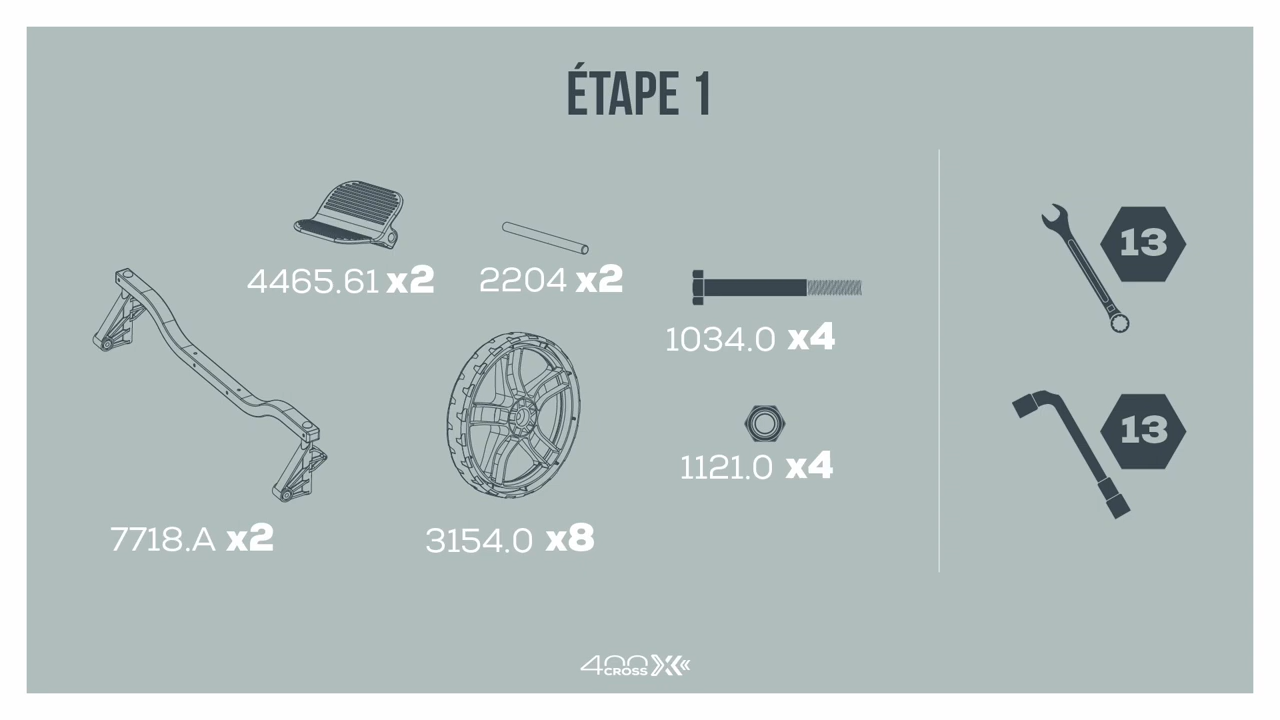 ÉTAPE 1
4465.61 x2
2204 x2
1034.0 x4
1121.0 x4
7718.A x2
3154.0 x8
13
13
400 CROSS